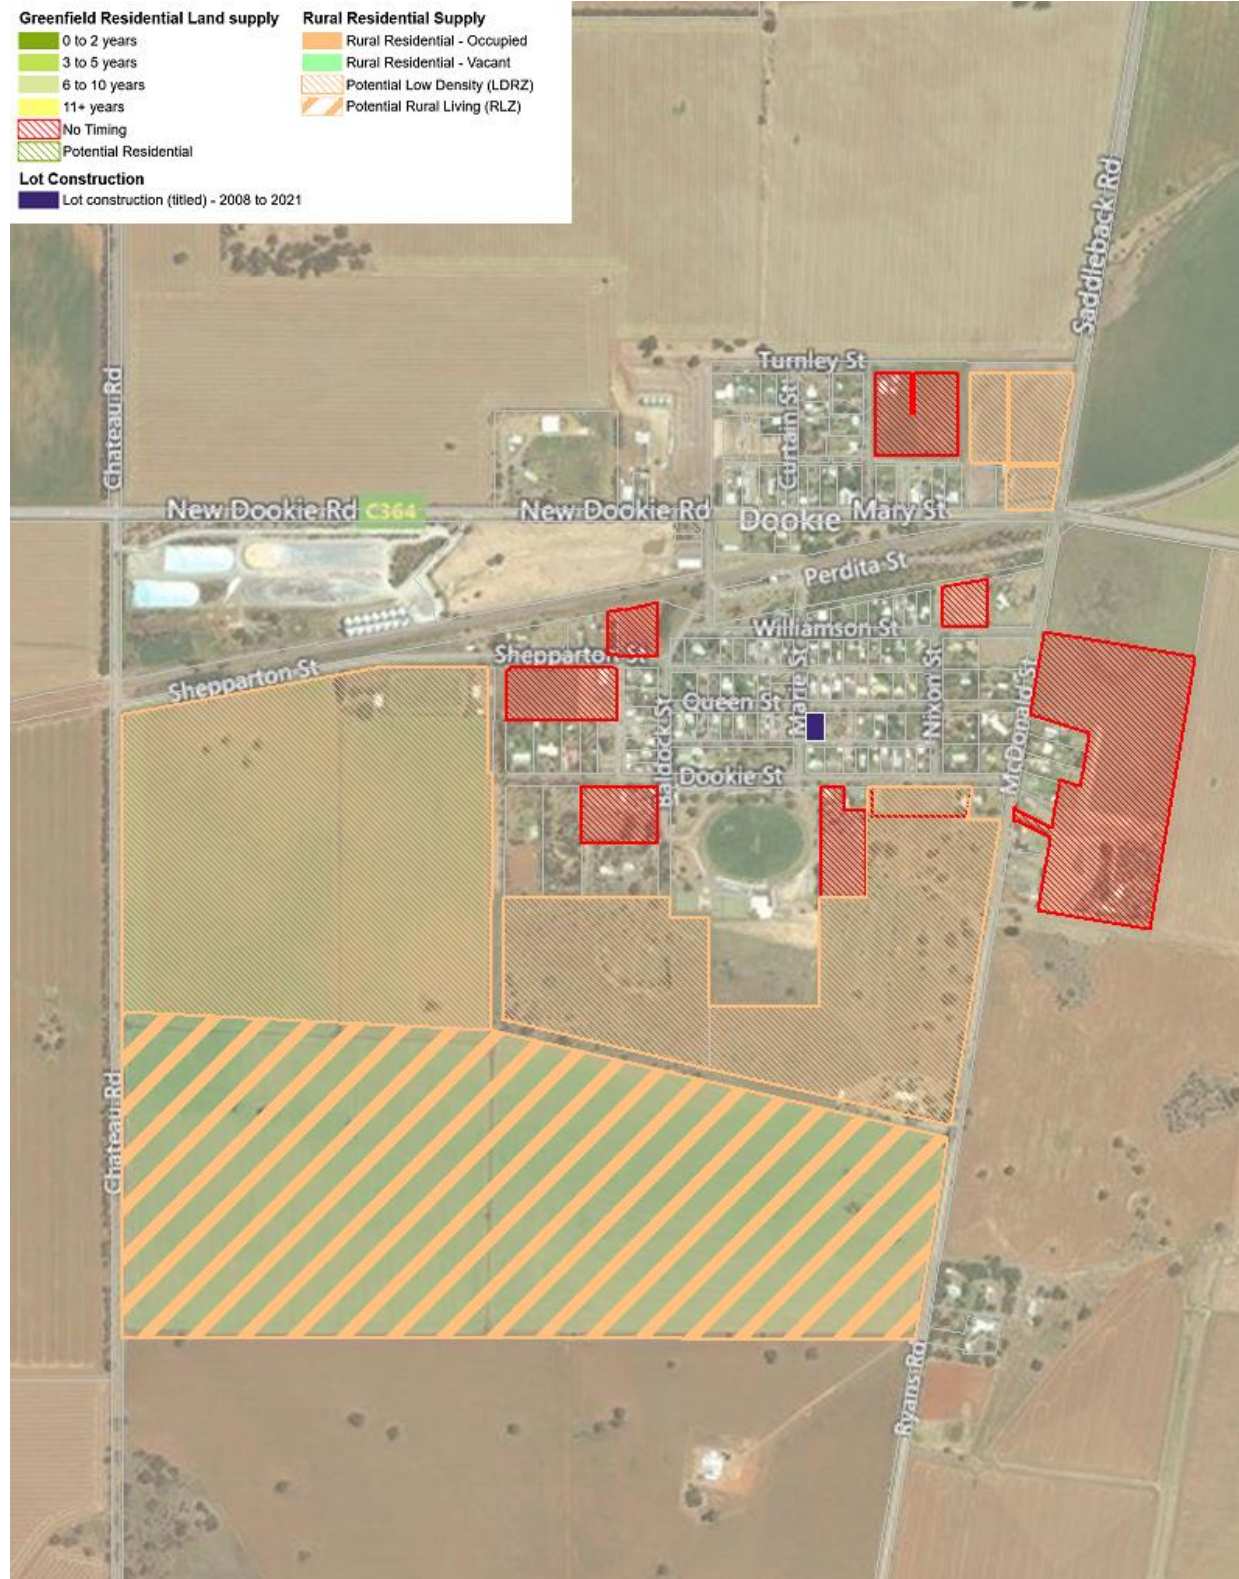 Greenfield Residential Land supply
0 to 2 years
3 to 5 years
6 to 10 years
11+ years
No Timing
Potential Residential
Lot Construction
Lot construction (titled) - 2008 to 2021
Rural Residential Supply
Rural Residential - Occupied
Rural Residential - Vacant
Potential Low Density (LDRZ)
Potential Rural Living (RLZ)
Saddleback Rd
Turnley St
Chateau Rd
Curtain St
New Dookie Rd C364
New Dookie Rd
Dookie
Mary St
Perdita St
Williamson St
Shepparton St
Shepparton St
Marie St
Nixon St
McDonald St
Queen St
Baldock St
Dookie St
Chateau Rd
Ryans Rd